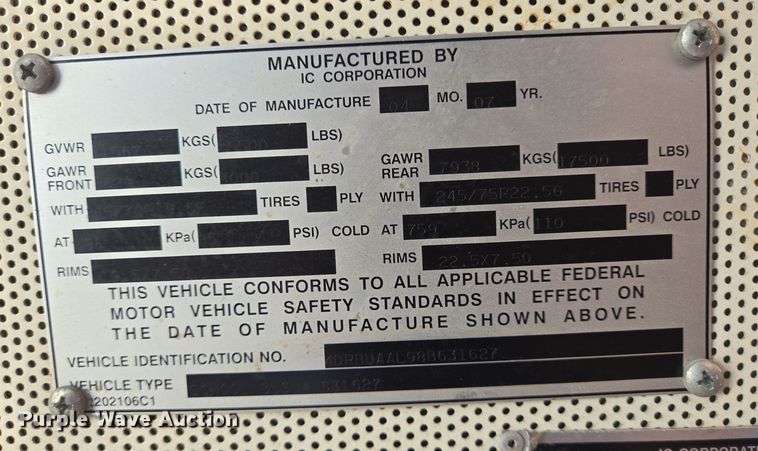 MANUFACTURED BY
IC CORPORATION
DATE OF MANUFACTURE 04 MO. 07 YR.
GVWR KGS( LBS)
GAWR FRONT KGS( LBS) GAWR REAR 7938 KGS( 17500 LBS)
WITH TIRES PLY WITH 245/75R22.5G TIRES PLY
AT KPa( PSI) COLD AT 759 KPa( 110 PSI) COLD
RIMS RIMS 22.5X7.50
THIS VEHICLE CONFORMS TO ALL APPLICABLE FEDERAL
MOTOR VEHICLE SAFETY STANDARDS IN EFFECT ON
THE DATE OF MANUFACTURE SHOWN ABOVE.
VEHICLE IDENTIFICATION NO. 4DRBUAAL98B631627
VEHICLE TYPE 631627
2202106C1
Purple Wave Auction
IC CORPORATI